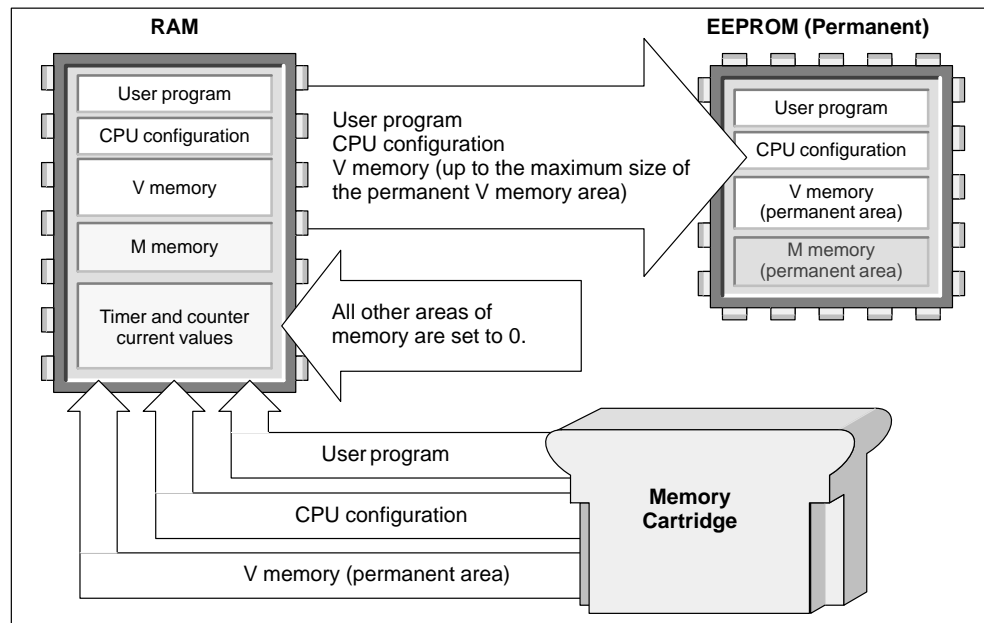 RAM
User program
CPU configuration
V memory
M memory
Timer and counter
current values
User program
CPU configuration
V memory (up to the maximum size of
the permanent V memory area)
EEPROM (Permanent)
User program
CPU configuration
V memory
(permanent area)
M memory
(permanent area)
All other areas of
memory are set to 0.
User program
CPU configuration
V memory (permanent area)
Memory
Cartridge